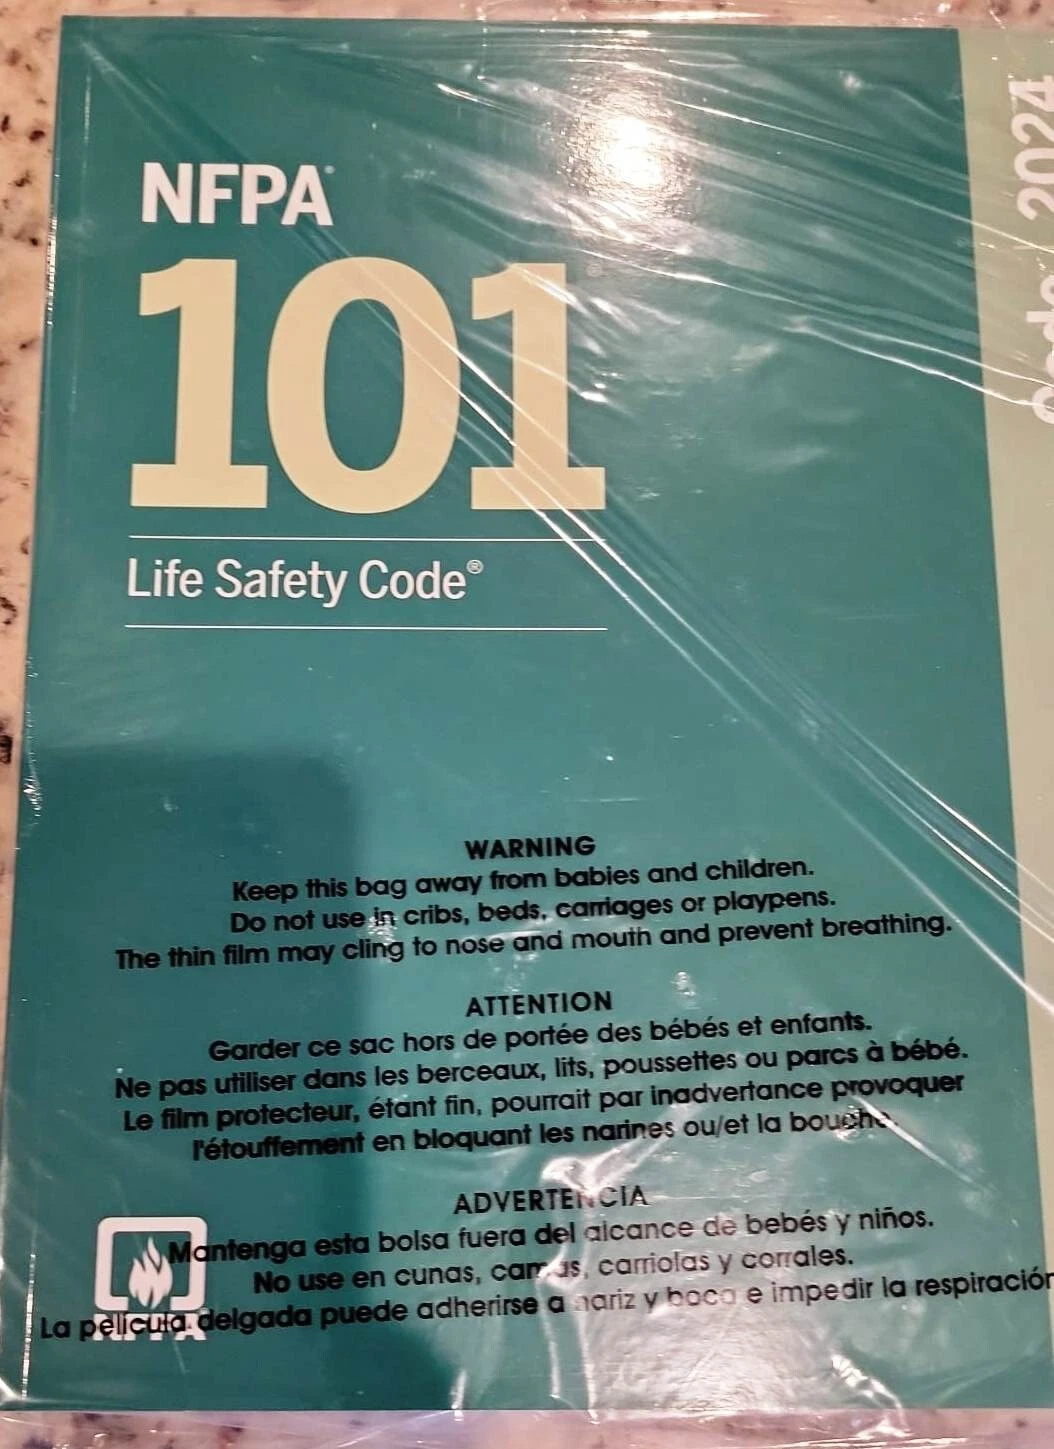 NFPA®
101
Life Safety Code®
Code 2024
WARNING
Keep this bag away from babies and children.
Do not use in cribs, beds, carriages or playpens.
The thin film may cling to nose and mouth and prevent breathing.
ATTENTION
Garder ce sac hors de portée des bébés et enfants.
Ne pas utiliser dans les berceaux, lits, poussettes ou parcs à bébé.
Le film protecteur, étant fin, pourrait par inadvertance provoquer
l'étouffement en bloquant les narines ou/et la bouche.
ADVERTENCIA
Mantenga esta bolsa fuera del alcance de bebés y niños.
No use en cunas, camas, carriolas y corrales.
La película delgada puede adherirse a nariz y boca e impedir la respiración
NFPA